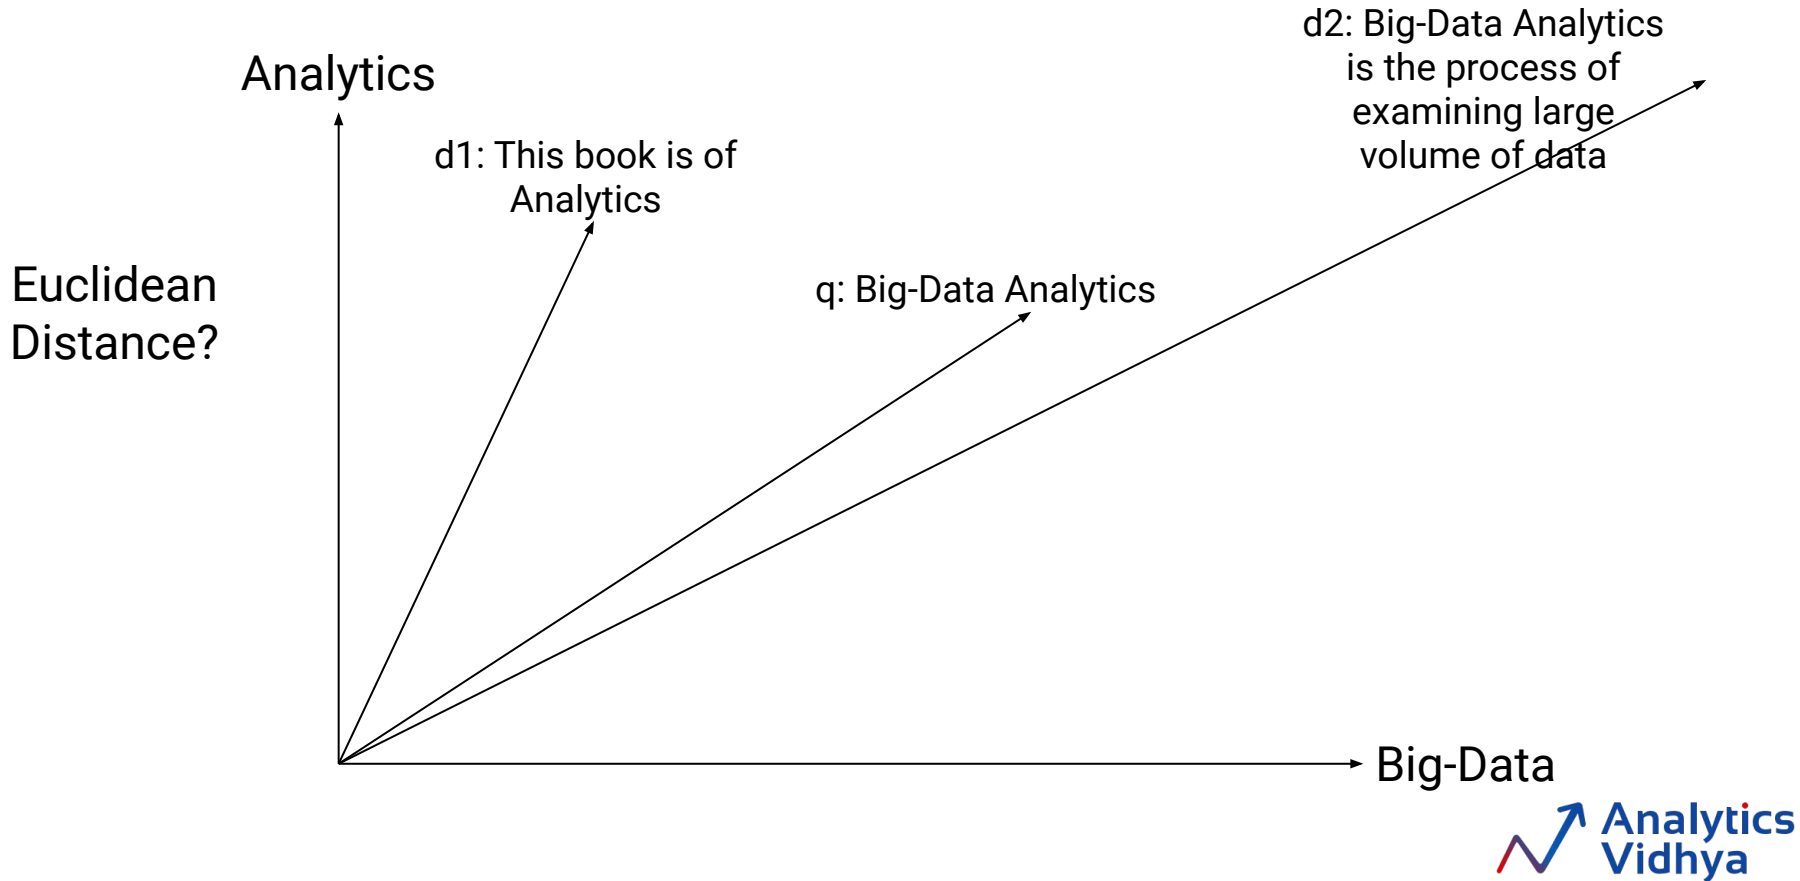 d2: Big-Data Analytics
is the process of
examining large
volume of data
Analytics
d1: This book is of
Analytics
Euclidean
Distance?
q: Big-Data Analytics
Big-Data
Analytics
Vidhya